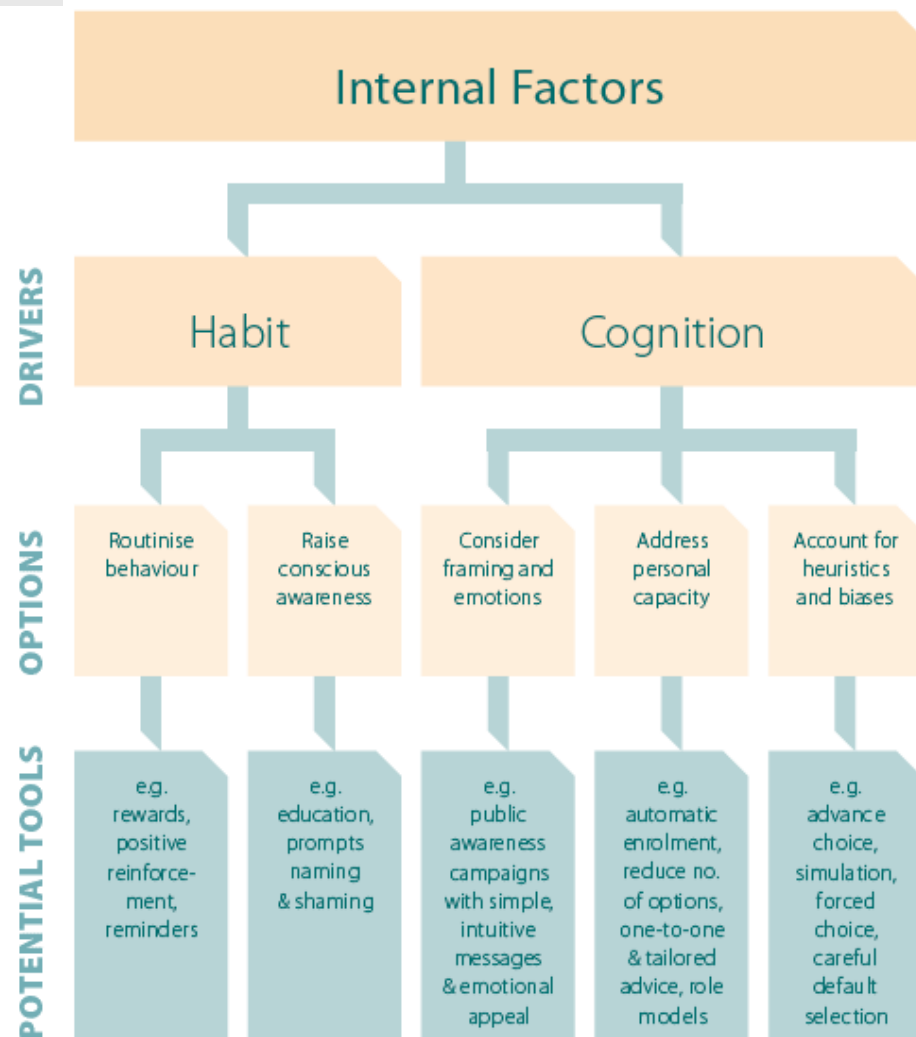 Internal Factors
DRIVERS
Habit
Cognition
OPTIONS
Routinise
behaviour
Raise
conscious
awareness
Consider
framing and
emotions
Address
personal
capacity
Account for
heuristics
and biases
POTENTIAL TOOLS
e.g.
rewards,
positive
reinforce-
ment,
reminders
e.g.
education,
prompts
naming
& shaming
e.g.
public
awareness
campaigns
with simple,
intuitive
messages
& emotional
appeal
e.g.
automatic
enrolment,
reduce no.
of options,
one-to-one
& tailored
advice, role
models
e.g.
advance
choice,
simulation,
forced
choice,
careful
default
selection